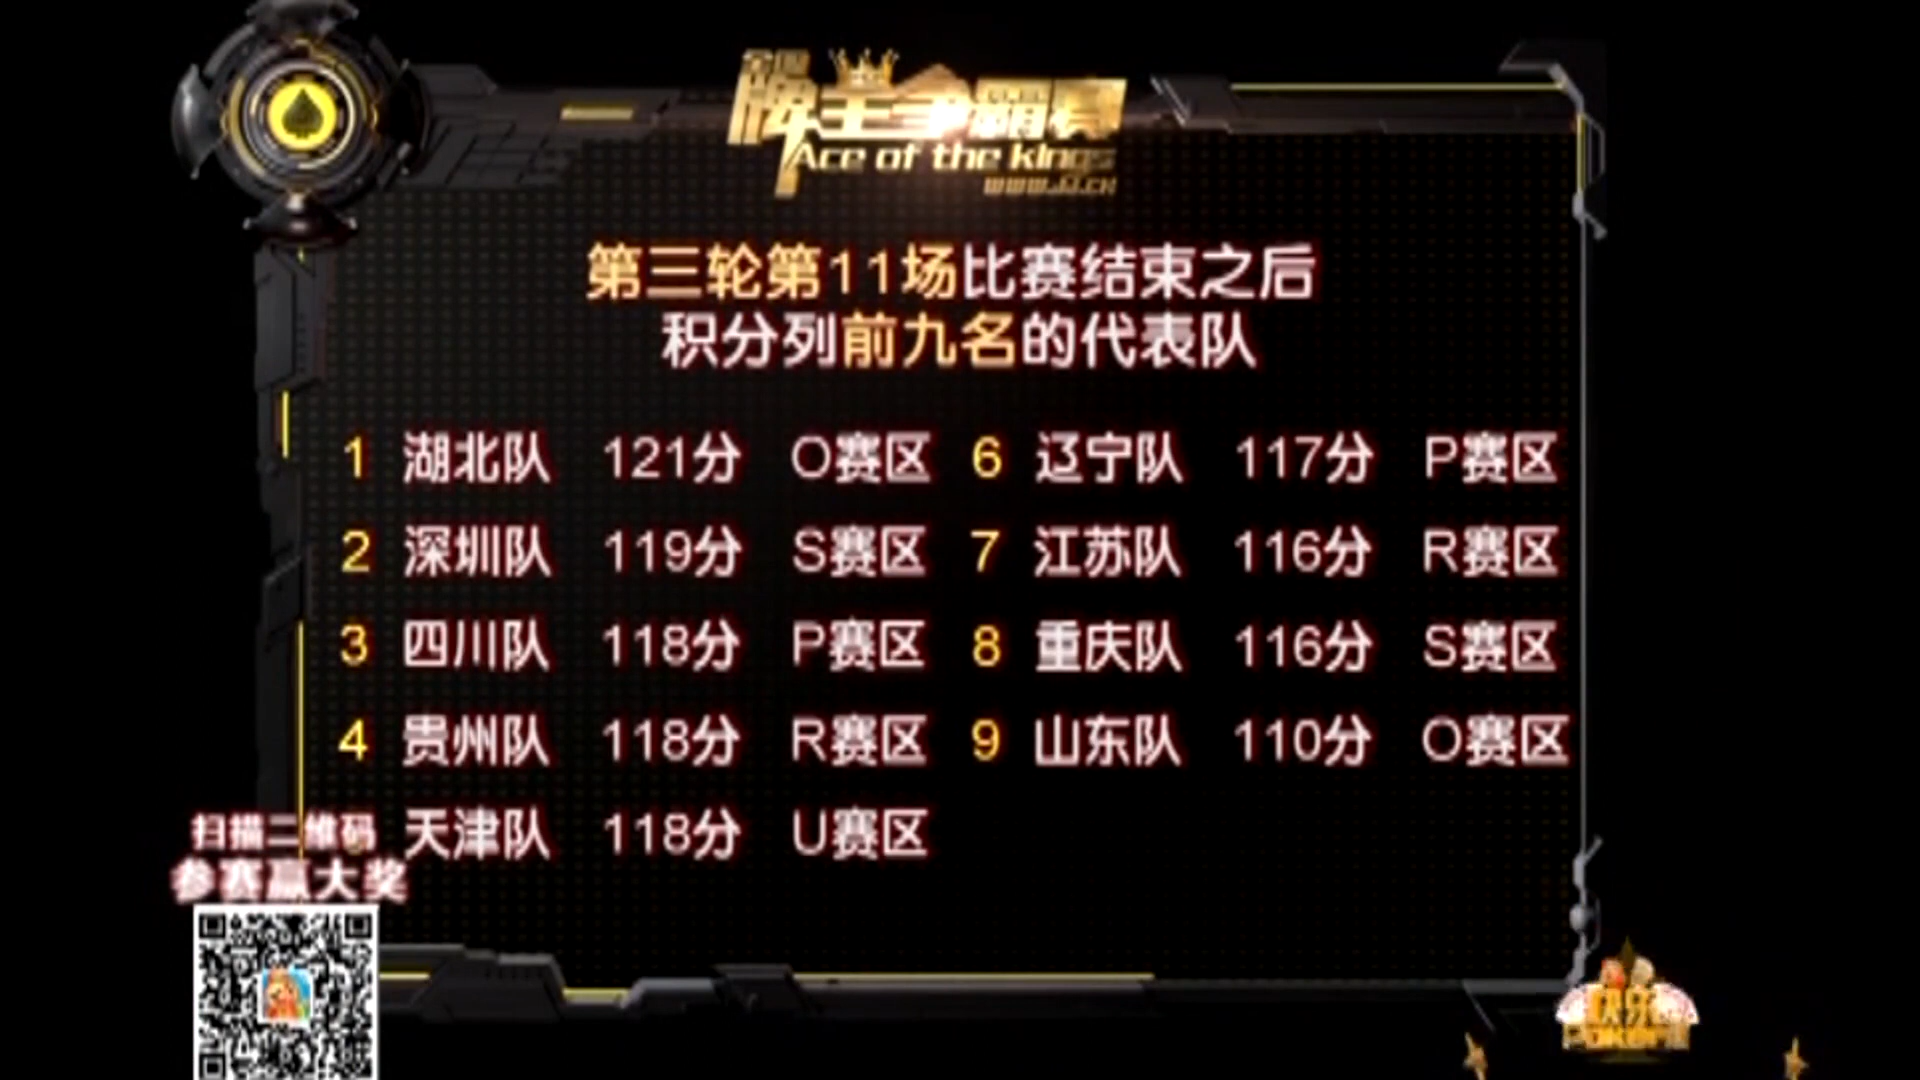 牌王争霸赛
Ace of the kings
www.JJ.cn
第三轮第11场比赛结束之后
积分列前九名的代表队
1 湖北队 121分 O赛区
2 深圳队 119分 S赛区
3 四川队 118分 P赛区
4 贵州队 118分 R赛区
天津队 118分 U赛区
6 辽宁队 117分 P赛区
7 江苏队 116分 R赛区
8 重庆队 116分 S赛区
9 山东队 110分 O赛区
扫描二维码
参赛赢大奖
快乐